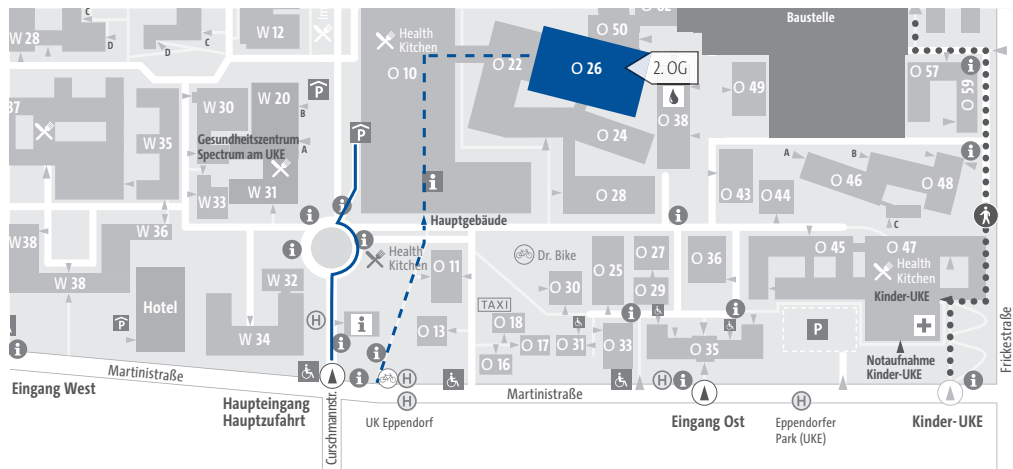 C
D
W 28
W 12
D
C
Health
Kitchen
O 10
O 22
O 50
O 26
2. OG
O 49
Baustelle
O 57
O 59
W 30
W 20
B
A
W 35
Gesundheitszentrum
Spectrum am UKE
W 31
W 33
O 24
O 38
O 28
A
B
O 43
O 44
O 46
O 48
C
37
P
P
i
Hauptgebäude
W 36
W38
W 38
Hotel
P
W 32
W 34
H
Health
Kitchen
O 11
O 13
Dr. Bike
O 30
O 25
O 27
O 29
O 36
O 45
O 47
Health
Kitchen
Kinder-UKE
TAXI
O 18
O 17
O 16
O 31
O 33
O 35
P
Notaufnahme
Kinder-UKE
Frickestraße
Martinistraße
Martinistraße
Eingang West
Haupteingang
Hauptzufahrt
Curschmannstr.
H
H
UK Eppendorf
H
Eingang Ost
H
Eppendorfer
Park (UKE)
Kinder-UKE